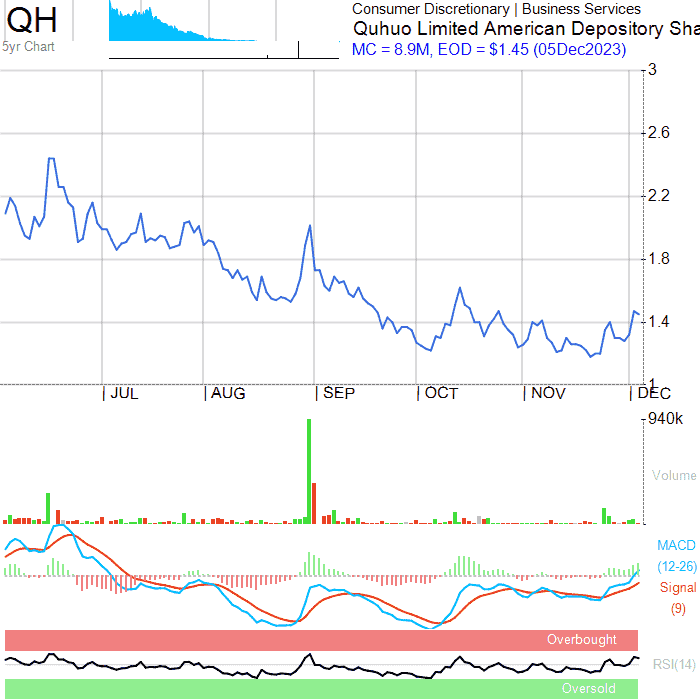 QH
5yr Chart
Consumer Discretionary | Business Services
Quhuo Limited American Depository Sha
MC = 8.9M, EOD = $1.45 (05Dec2023)
3
2.6
2.2
1.8
1.4
1
| JUL | AUG | SEP | OCT | NOV | DEC
940k
Volume
MACD
(12-26)
Signal
(9)
Overbought
RSI(14)
Oversold